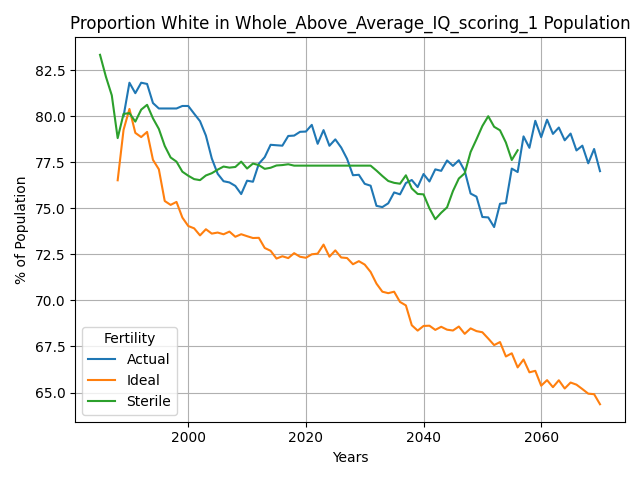 Proportion White in Whole_Above_Average_IQ_scoring_1 Population
% of Population
82.5
80.0
77.5
75.0
72.5
70.0
67.5
65.0
Fertility
Actual
Ideal
Sterile
2000 2020 2040 2060
Years